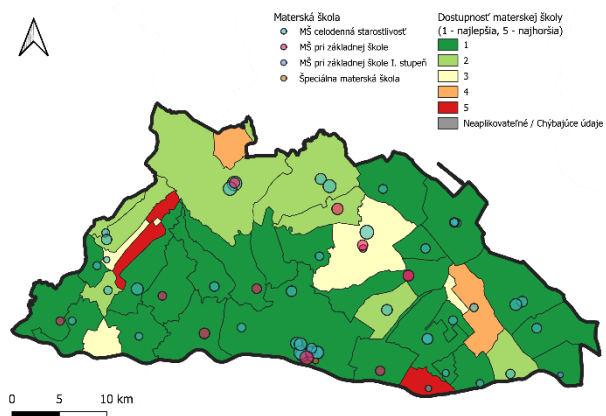 Materská škola
MŠ celodenná starostlivosť
MŠ pri základnej škole
MŠ pri základnej škole I. stupeň
Špeciálna materská škola
Dostupnosť materskej školy
(1 - najlepšia, 5 - najhoršia)
1
2
3
4
5
Neaplikovateľné / Chýbajúce údaje
0 5 10 km